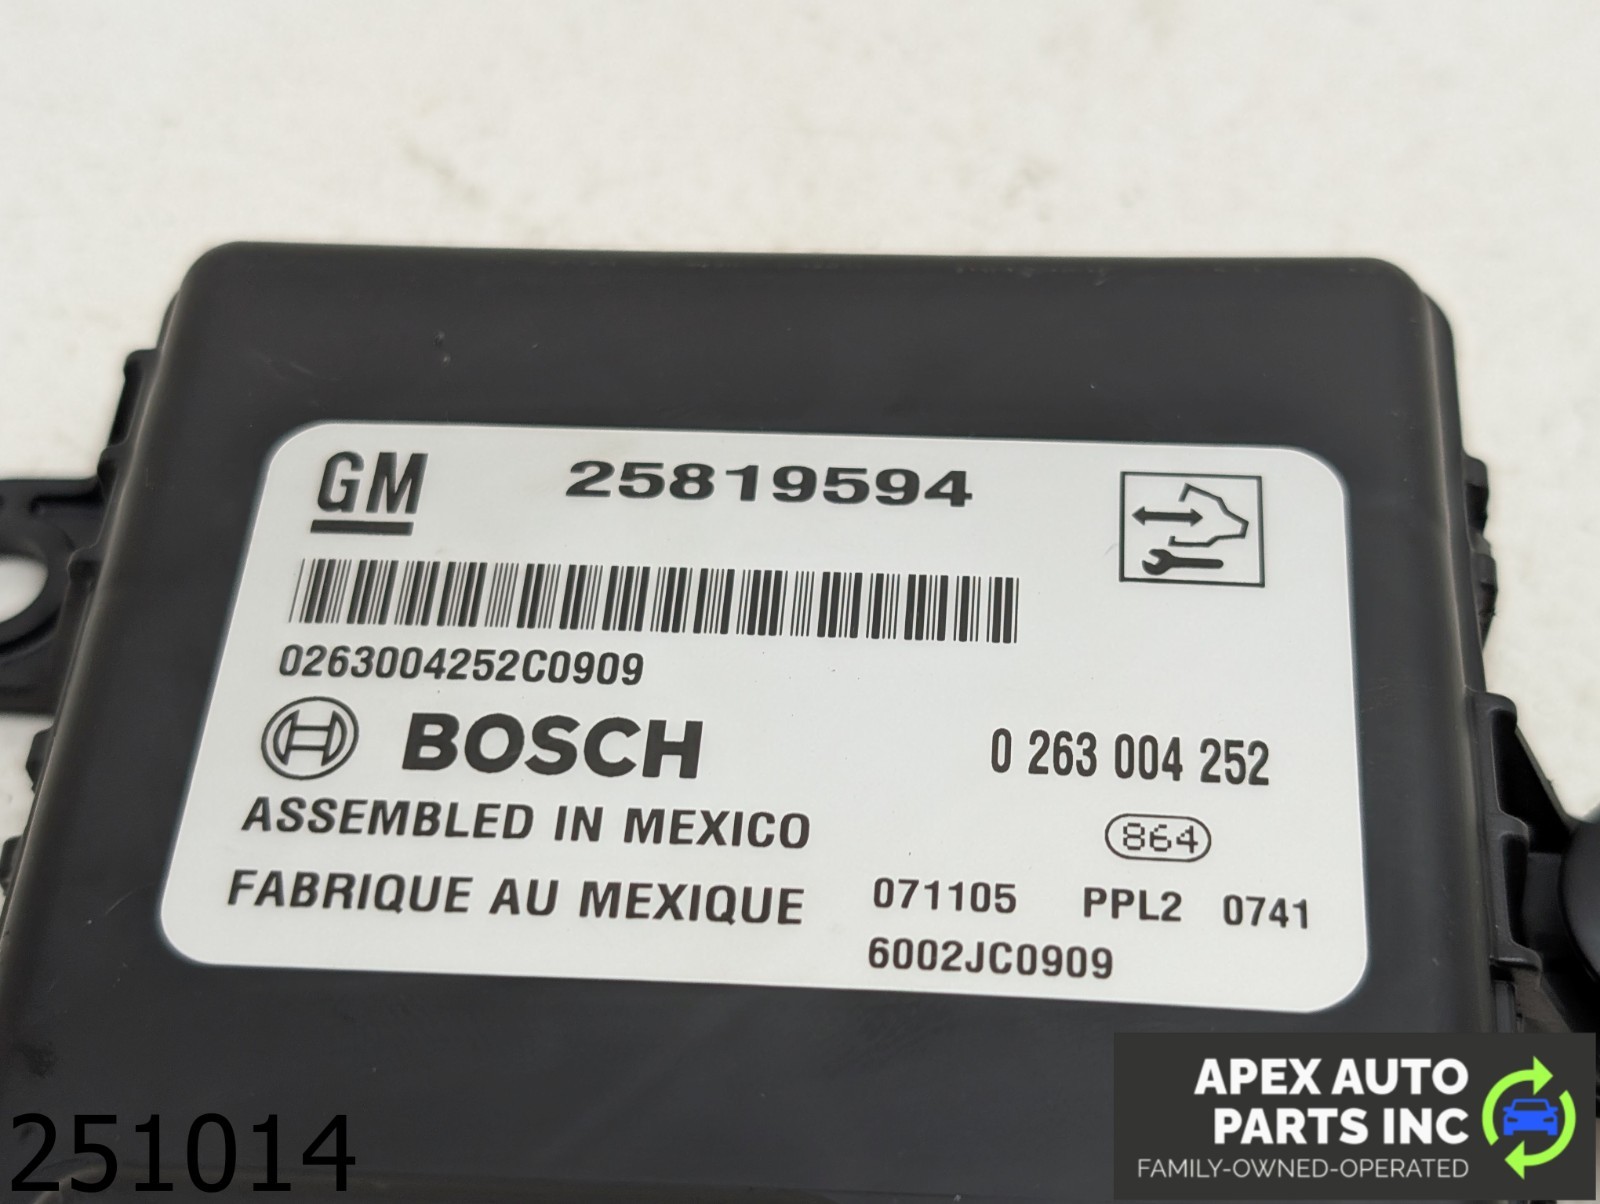 GM 25819594
0263004252C0909
BOSCH 0 263 004 252
ASSEMBLED IN MEXICO
864
FABRIQUE AU MEXIQUE
071105 PPL2 0741
6002JC0909
251014
APEX AUTO
PARTS INC
FAMILY-OWNED-OPERATED